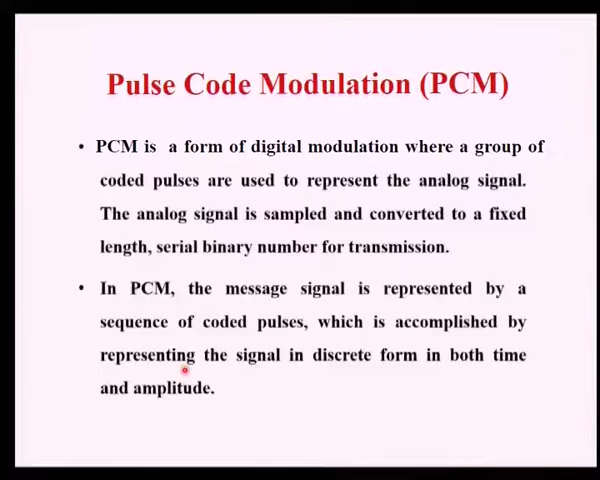 Pulse Code Modulation (PCM)
• PCM is a form of digital modulation where a group of
coded pulses are used to represent the analog signal.
The analog signal is sampled and converted to a fixed
length, serial binary number for transmission.
• In PCM, the message signal is represented by a
sequence of coded pulses, which is accomplished by
representing the signal in discrete form in both time
and amplitude.